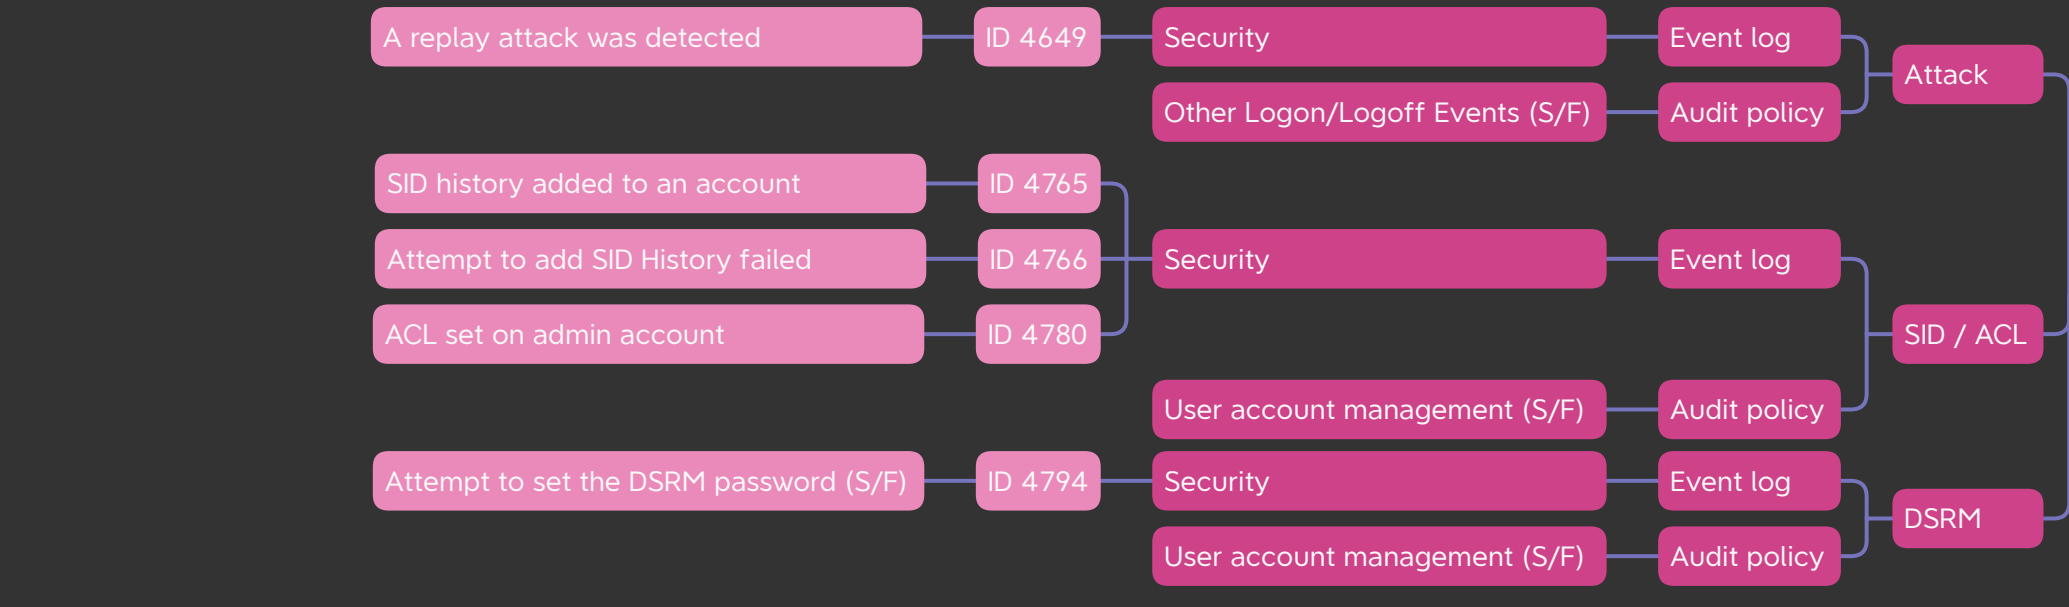 A replay attack was detected
ID 4649
Security
Event log
Attack
Other Logon/Logoff Events (S/F)
Audit policy
SID history added to an account
ID 4765
Attempt to add SID History failed
ID 4766
Security
Event log
ACL set on admin account
ID 4780
SID / ACL
User account management (S/F)
Audit policy
Attempt to set the DSRM password (S/F)
ID 4794
Security
Event log
DSRM
User account management (S/F)
Audit policy